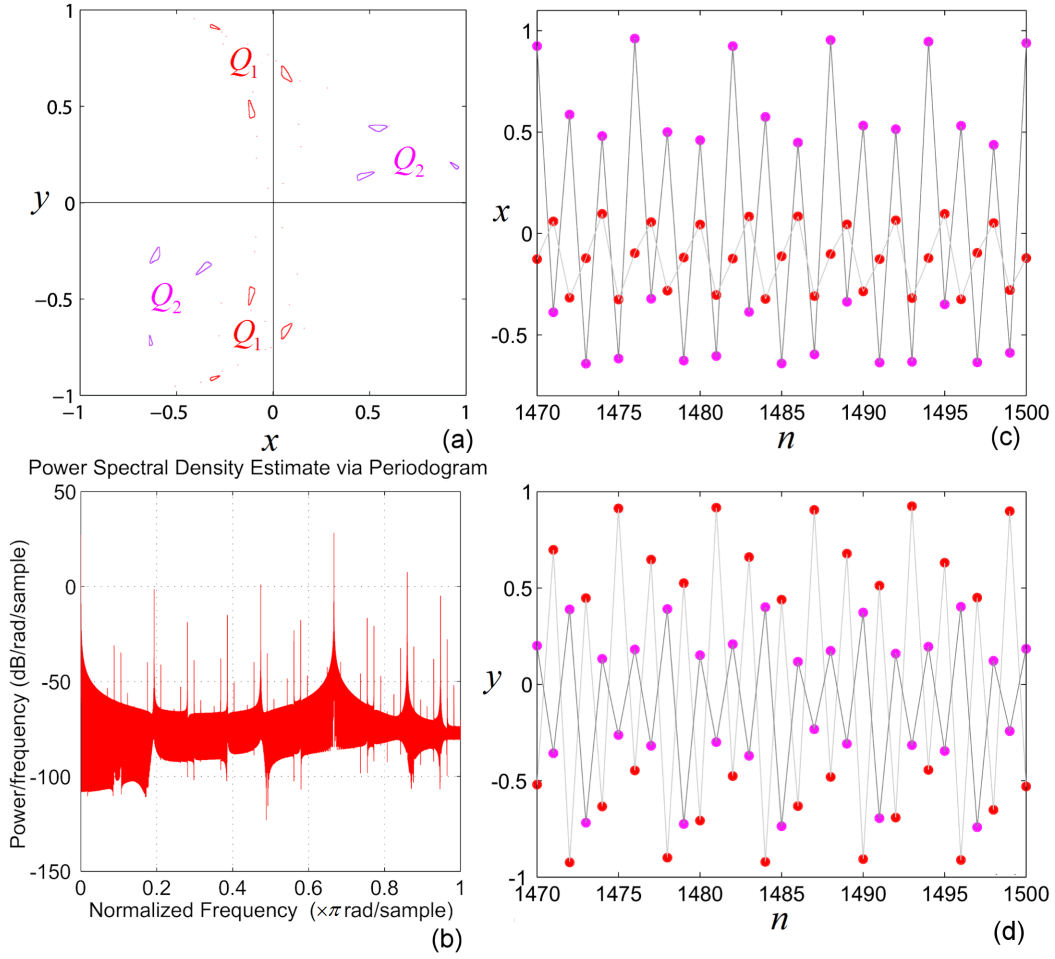 1
0.5
y
0
−0.5
−1
−1
−0.5
0
0.5
1
x
(a)
Q1
Q2
Q2
Q1
1
0.5
x
0
-0.5
1470
1475
1480
1485
1490
1495
1500
n
(c)
Power Spectral Density Estimate via Periodogram
50
0
-50
-100
-150
Power/frequency (dB/rad/sample)
0
0.2
0.4
0.6
0.8
1
Normalized Frequency (×π rad/sample)
(b)
1
0.5
y
0
-0.5
-1
1470
1475
1480
1485
1490
1495
1500
n
(d)